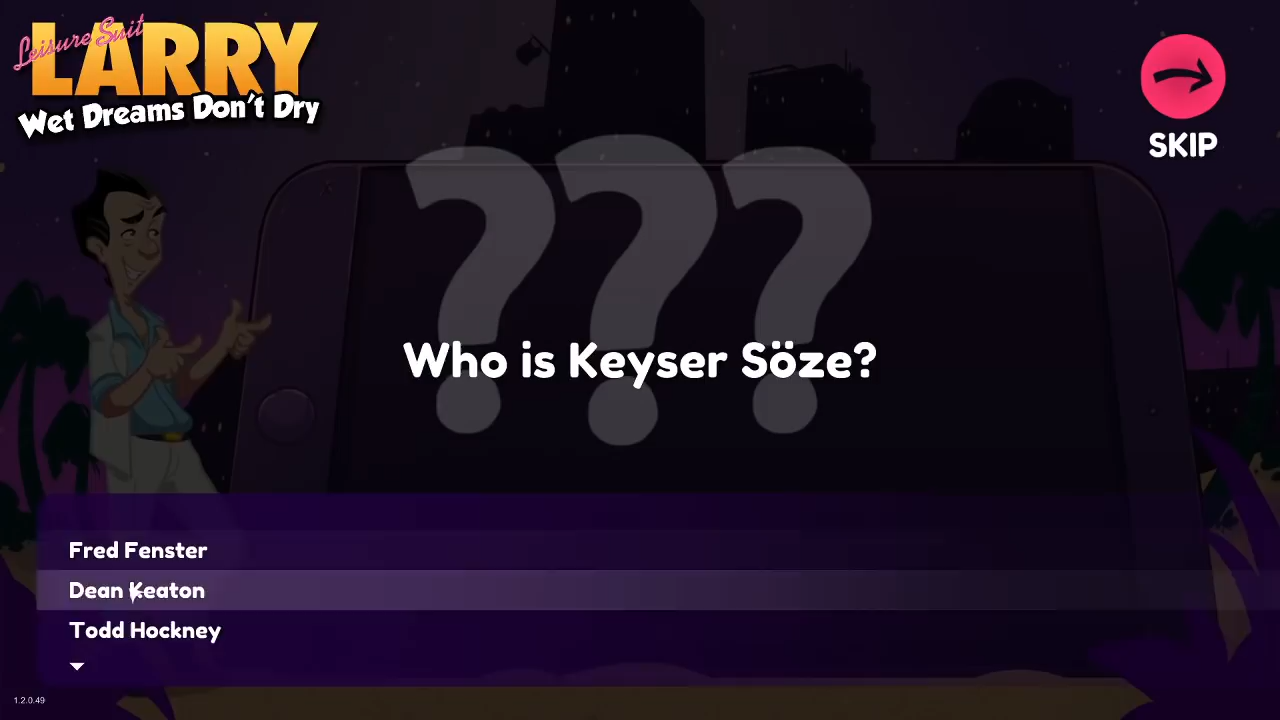 Leisure Suit
LARRY
Wet Dreams Don't Dry
SKIP
???
Who is Keyser Söze?
Fred Fenster
Dean Keaton
Todd Hockney
1.2.0.49